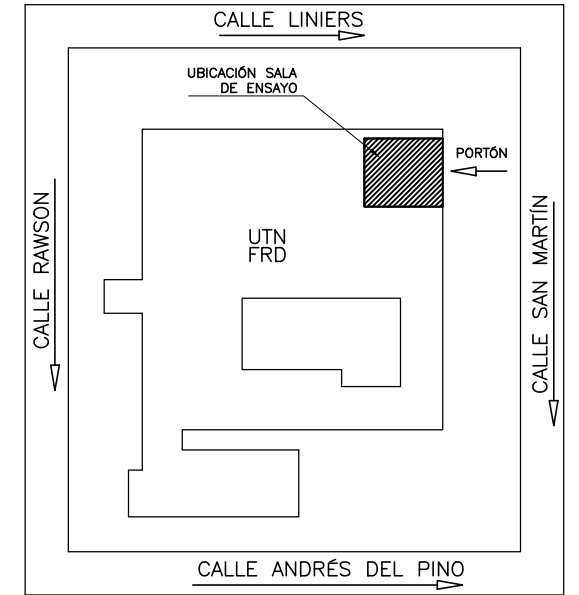 CALLE LINIERS
UBICACIÓN SALA
DE ENSAYO
PORTÓN
UTN
FRD
CALLE RAWSON
CALLE SAN MARTÍN
CALLE ANDRÉS DEL PINO